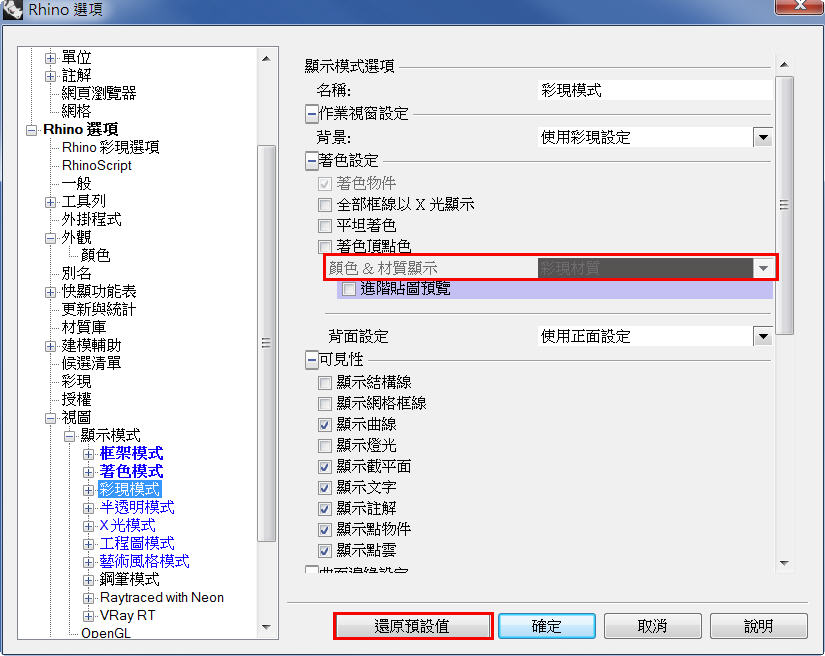 Rhino 選項
單位
註解
網頁瀏覽器
網格
Rhino 選項
Rhino 彩現選項
RhinoScript
一般
工具列
外掛程式
外觀
顏色
別名
快顯功能表
更新與統計
材質庫
建模輔助
候選清單
彩現
授權
視圖
顯示模式
框架模式
著色模式
彩現模式
半透明模式
X光模式
工程圖模式
藝術風格模式
鋼筆模式
Raytraced with Neon
VRay RT
OpenGL
顯示模式選項
名稱: 彩現模式
作業視窗設定
背景: 使用彩現設定
著色設定
著色物件
全部框線以 X 光顯示
平坦著色
著色頂點色
顏色 & 材質顯示 彩現材質
進階貼圖預覽
背面設定 使用正面設定
可見性
顯示結構線
顯示網格框線
顯示曲線
顯示燈光
顯示截平面
顯示文字
顯示註解
顯示點物件
顯示點雲
曲面邊緣設定
還原預設值 確定 取消 說明